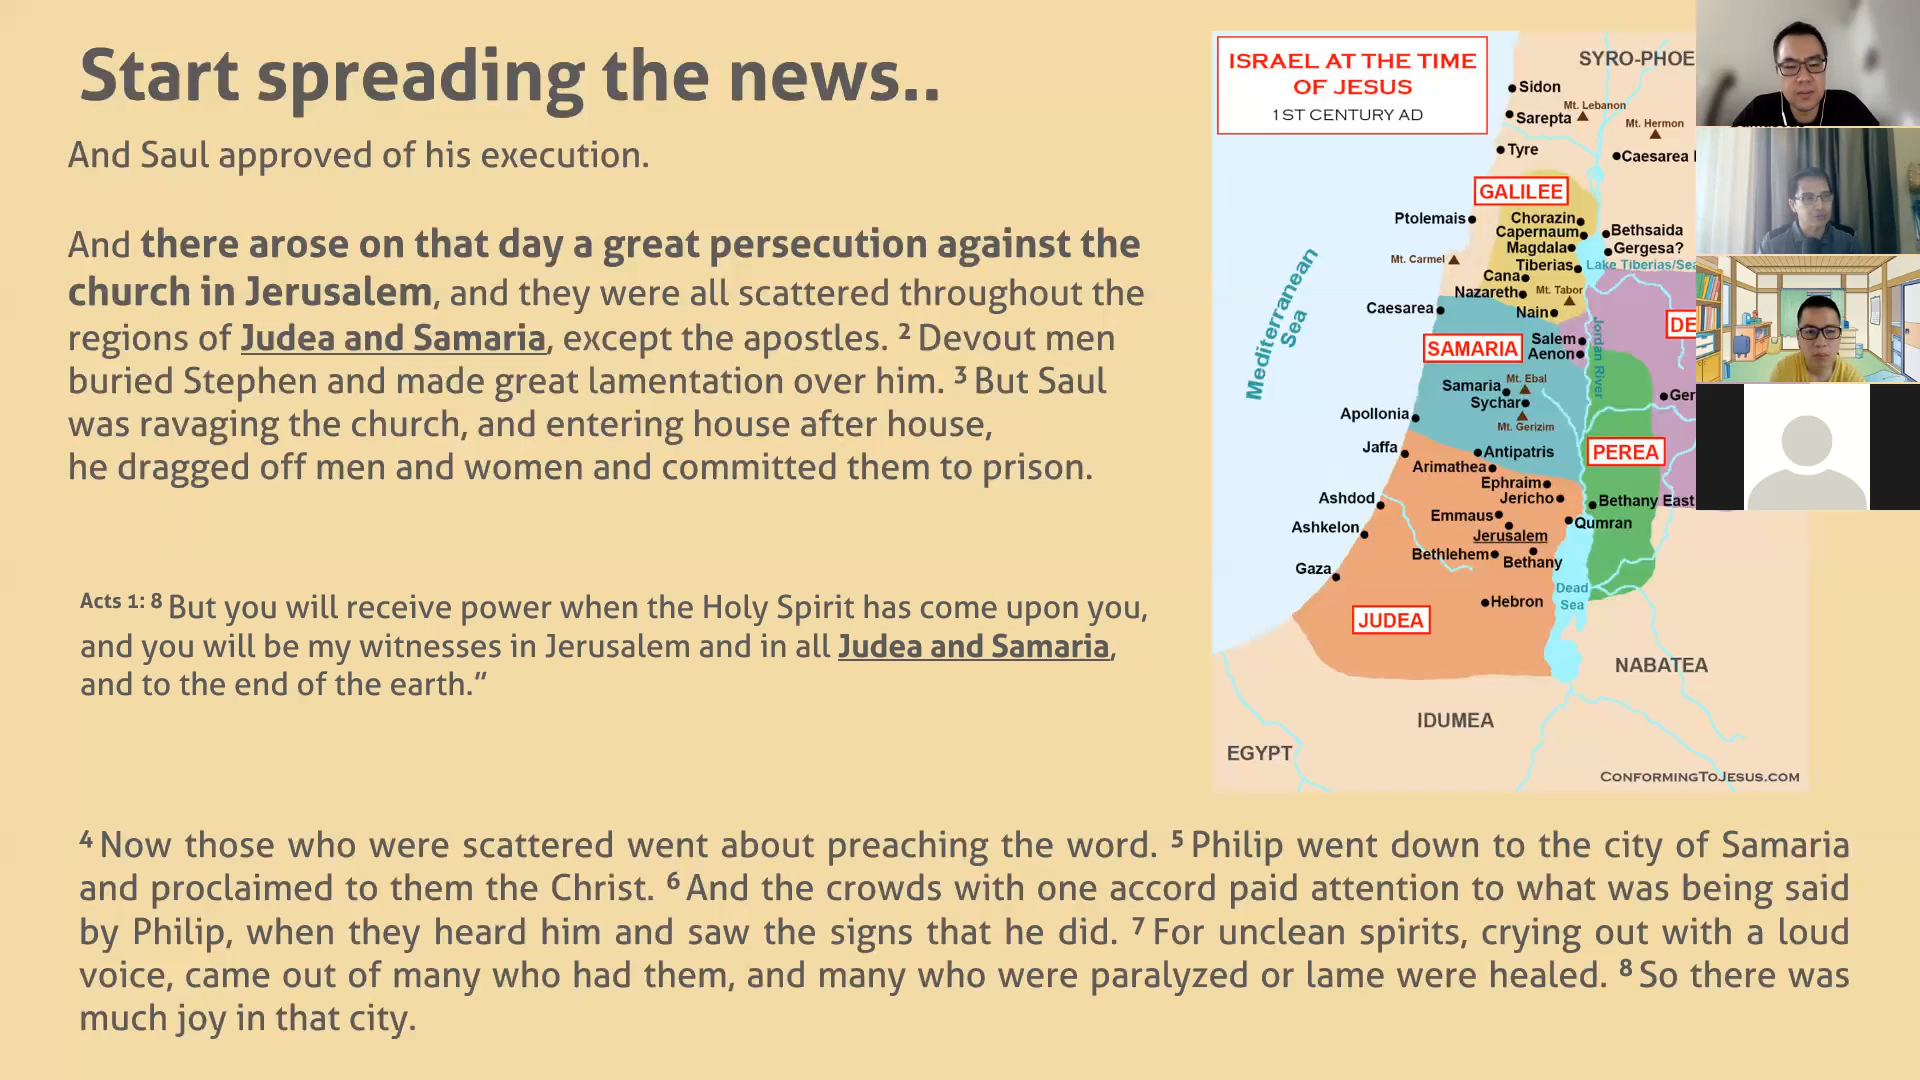 Start spreading the news..
And Saul approved of his execution.
And there arose on that day a great persecution against the
church in Jerusalem, and they were all scattered throughout the
regions of Judea and Samaria, except the apostles. 2 Devout men
buried Stephen and made great lamentation over him. 3 But Saul
was ravaging the church, and entering house after house,
he dragged off men and women and committed them to prison.
Acts 1: 8 But you will receive power when the Holy Spirit has come upon you,
and you will be my witnesses in Jerusalem and in all Judea and Samaria,
and to the end of the earth.”
ISRAEL AT THE TIME
OF JESUS
1ST CENTURY AD
SYRO-PHOE
Sidon
Mt. Lebanon
Sarepta
Mt. Hermon
Tyre
Caesarea
GALILEE
Ptolemais
Chorazin
Capernaum
Bethsaida
Magdala
Gergesa?
Mt. Carmel
Tiberias
Lake Tiberias/Sea
Cana
Nazareth
Mt. Tabor
Caesarea
Nain
DE
Mediterranean
Sea
Jordan River
SAMARIA
Salem
Aenon
Samaria
Mt. Ebal
Sychar
Ger
Apollonia
Mt. Gerizim
Jaffa
Antipatris
PEREA
Arimathea
Ephraim
Ashdod
Jericho
Bethany East
Emmaus
Qumran
Ashkelon
Jerusalem
Bethlehem
Bethany
Gaza
Dead
Sea
Hebron
JUDEA
NABATEA
IDUMEA
EGYPT
CONFORMINGTOJESUS.COM
4 Now those who were scattered went about preaching the word. 5 Philip went down to the city of Samaria
and proclaimed to them the Christ. 6 And the crowds with one accord paid attention to what was being said
by Philip, when they heard him and saw the signs that he did. 7 For unclean spirits, crying out with a loud
voice, came out of many who had them, and many who were paralyzed or lame were healed. 8 So there was
much joy in that city.